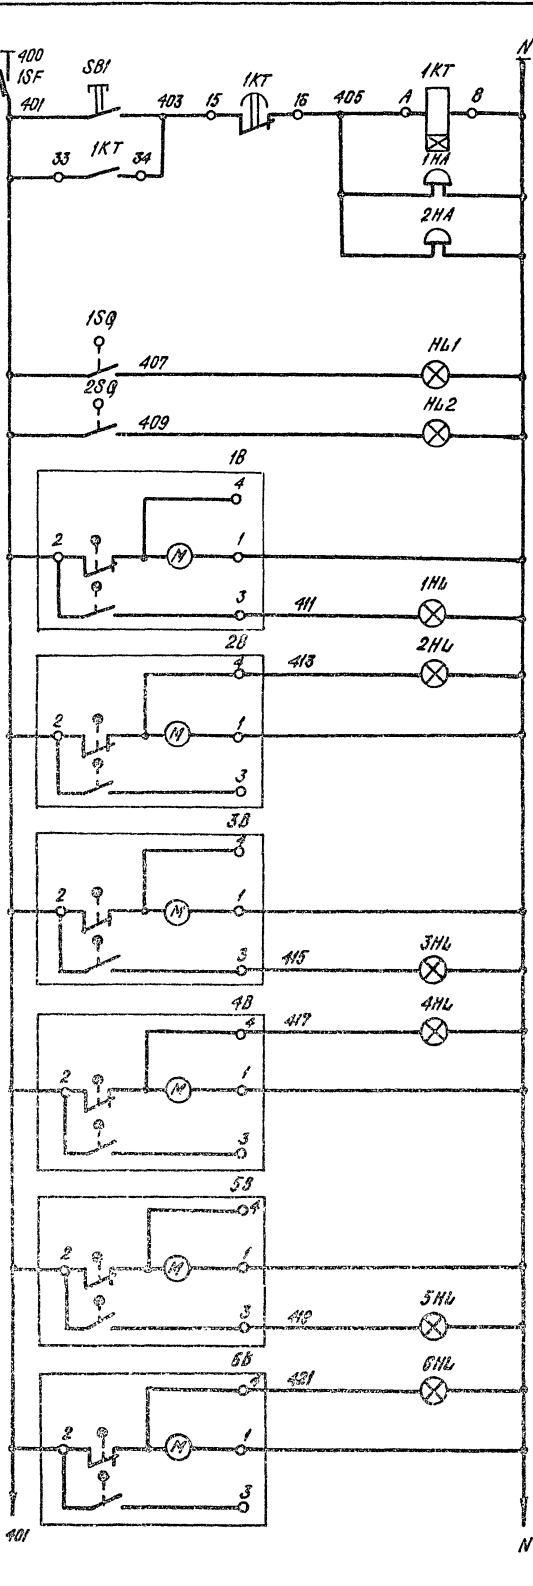 400 N
1SF SB1 1KT 1KT
401 403 15 16 405 A B
33 1KT 34 1HA
2HA
1SQ
407 HL1
2SQ
409 HL2
1B
4
2 M 1
3 411 1HL
2B
4 413 2HL
2 M 1
3
3B
4
2 M 1
3 415 3HL
4B
4 417 4HL
2 M 1
3
5B
4
2 M 1
3 419 5HL
6B
4 421 6HL
2 M 1
3
401 N